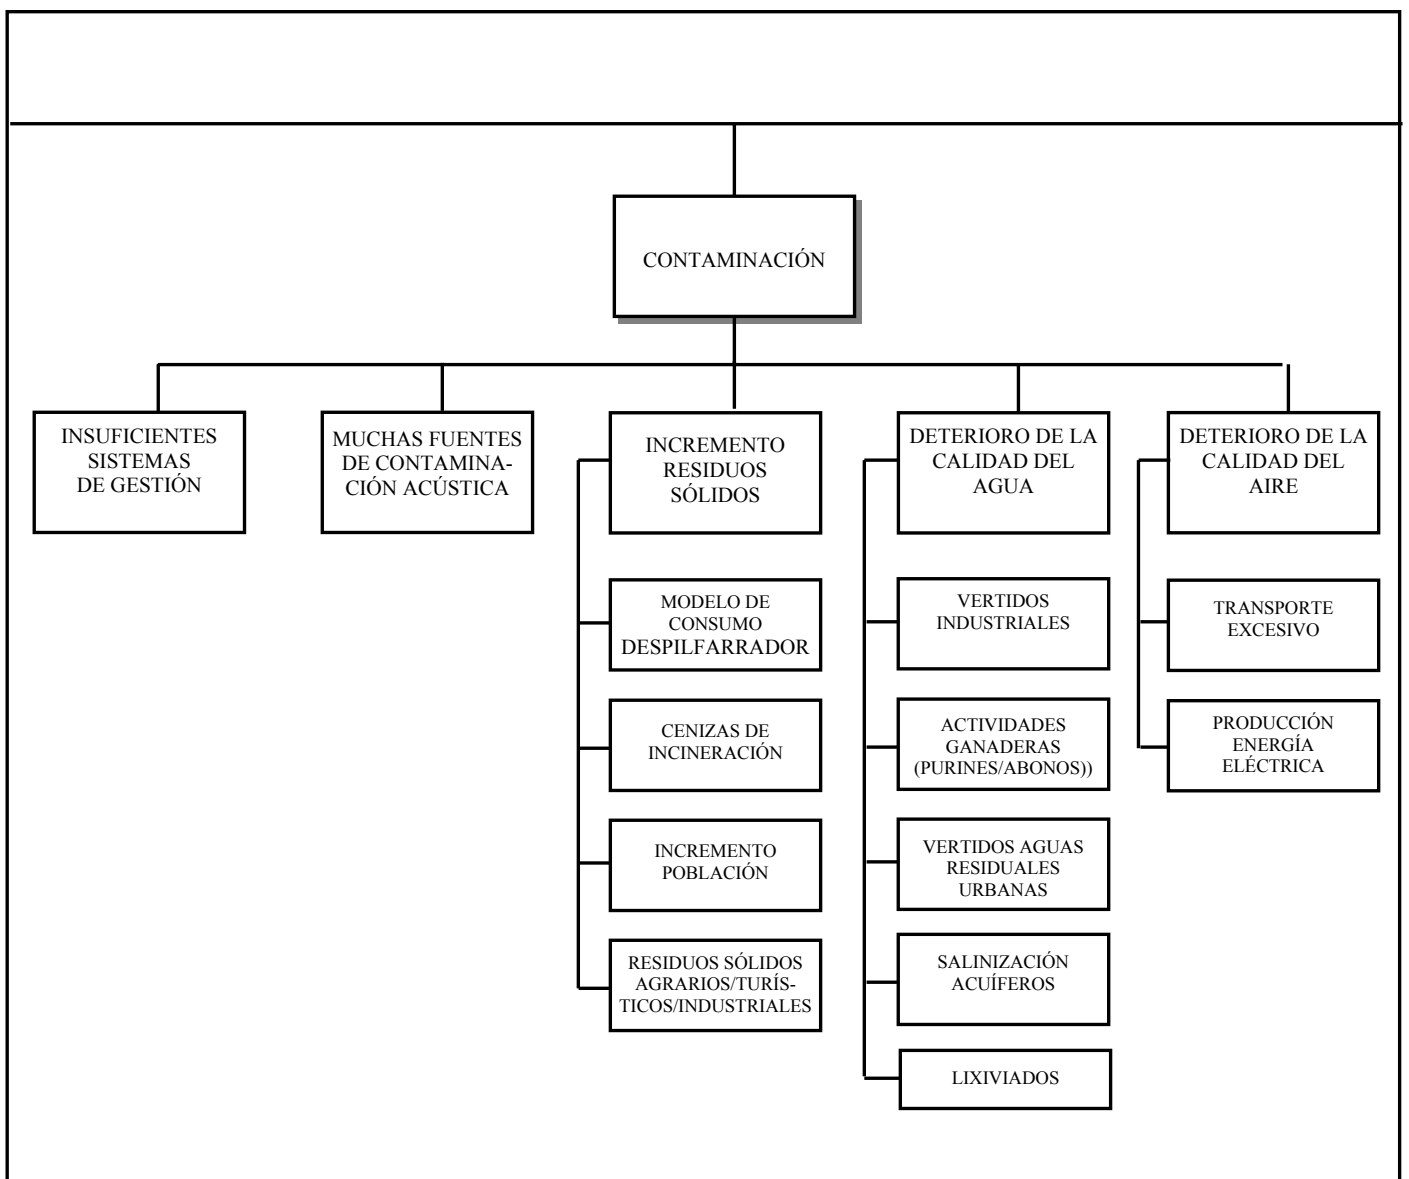 CONTAMINACIÓN
INSUFICIENTES
SISTEMAS
DE GESTIÓN
MUCHAS FUENTES
DE CONTAMINA-
CIÓN ACÚSTICA
INCREMENTO
RESIDUOS
SÓLIDOS
DETERIORO DE LA
CALIDAD DEL
AGUA
DETERIORO DE LA
CALIDAD DEL
AIRE
MODELO DE
CONSUMO
DESPILFARRADOR
VERTIDOS
INDUSTRIALES
TRANSPORTE
EXCESIVO
CENIZAS DE
INCINERACIÓN
ACTIVIDADES
GANADERAS
(PURINES/ABONOS))
PRODUCCIÓN
ENERGÍA
ELÉCTRICA
INCREMENTO
POBLACIÓN
VERTIDOS AGUAS
RESIDUALES
URBANAS
RESIDUOS SÓLIDOS
AGRARIOS/TURÍS-
TICOS/INDUSTRIALES
SALINIZACIÓN
ACUÍFEROS
LIXIVIADOS